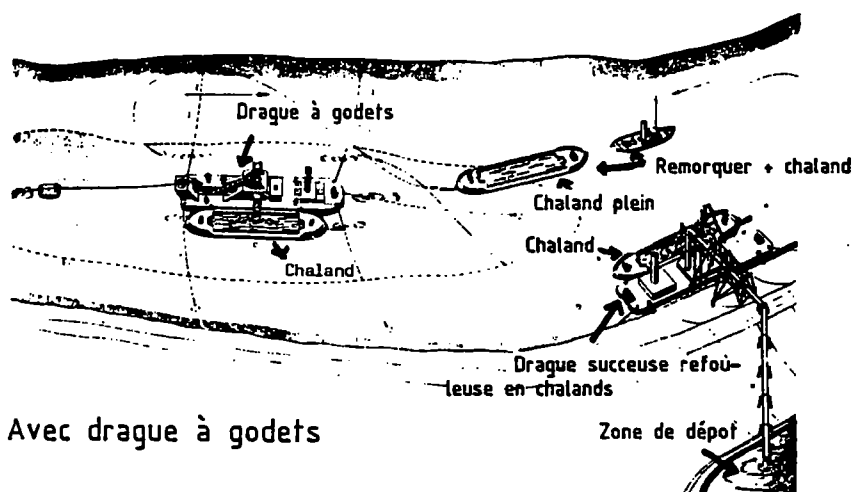 Drague à godets
Remorquer + chaland
Chaland plein
Chaland
Chaland
Drague succeuse refou-
leuse en chalands
Avec drague à godets
Zone de dépot